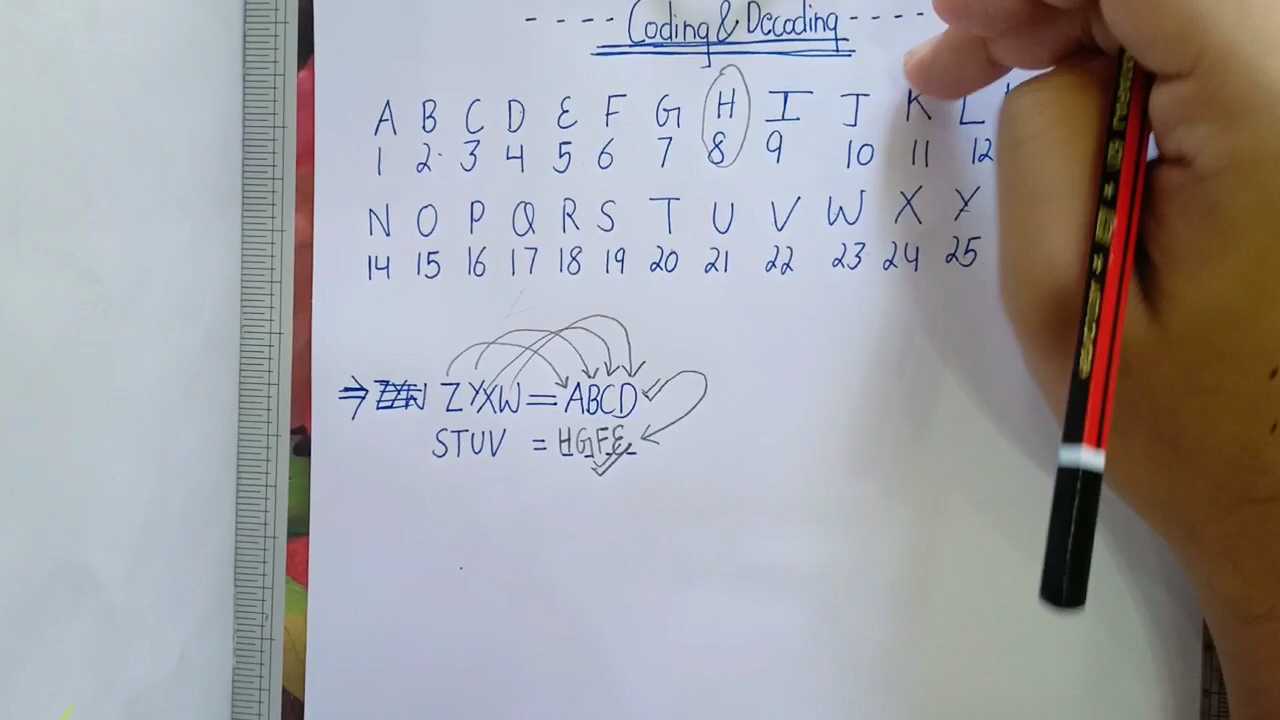 ---- Coding & Decoding ----
A B C D E F G H I J K L
1 2 3 4 5 6 7 8 9 10 11 12
N O P Q R S T U V W X Y
14 15 16 17 18 19 20 21 22 23 24 25
⇒ ZYXW = ABCD
STUV = HGFE